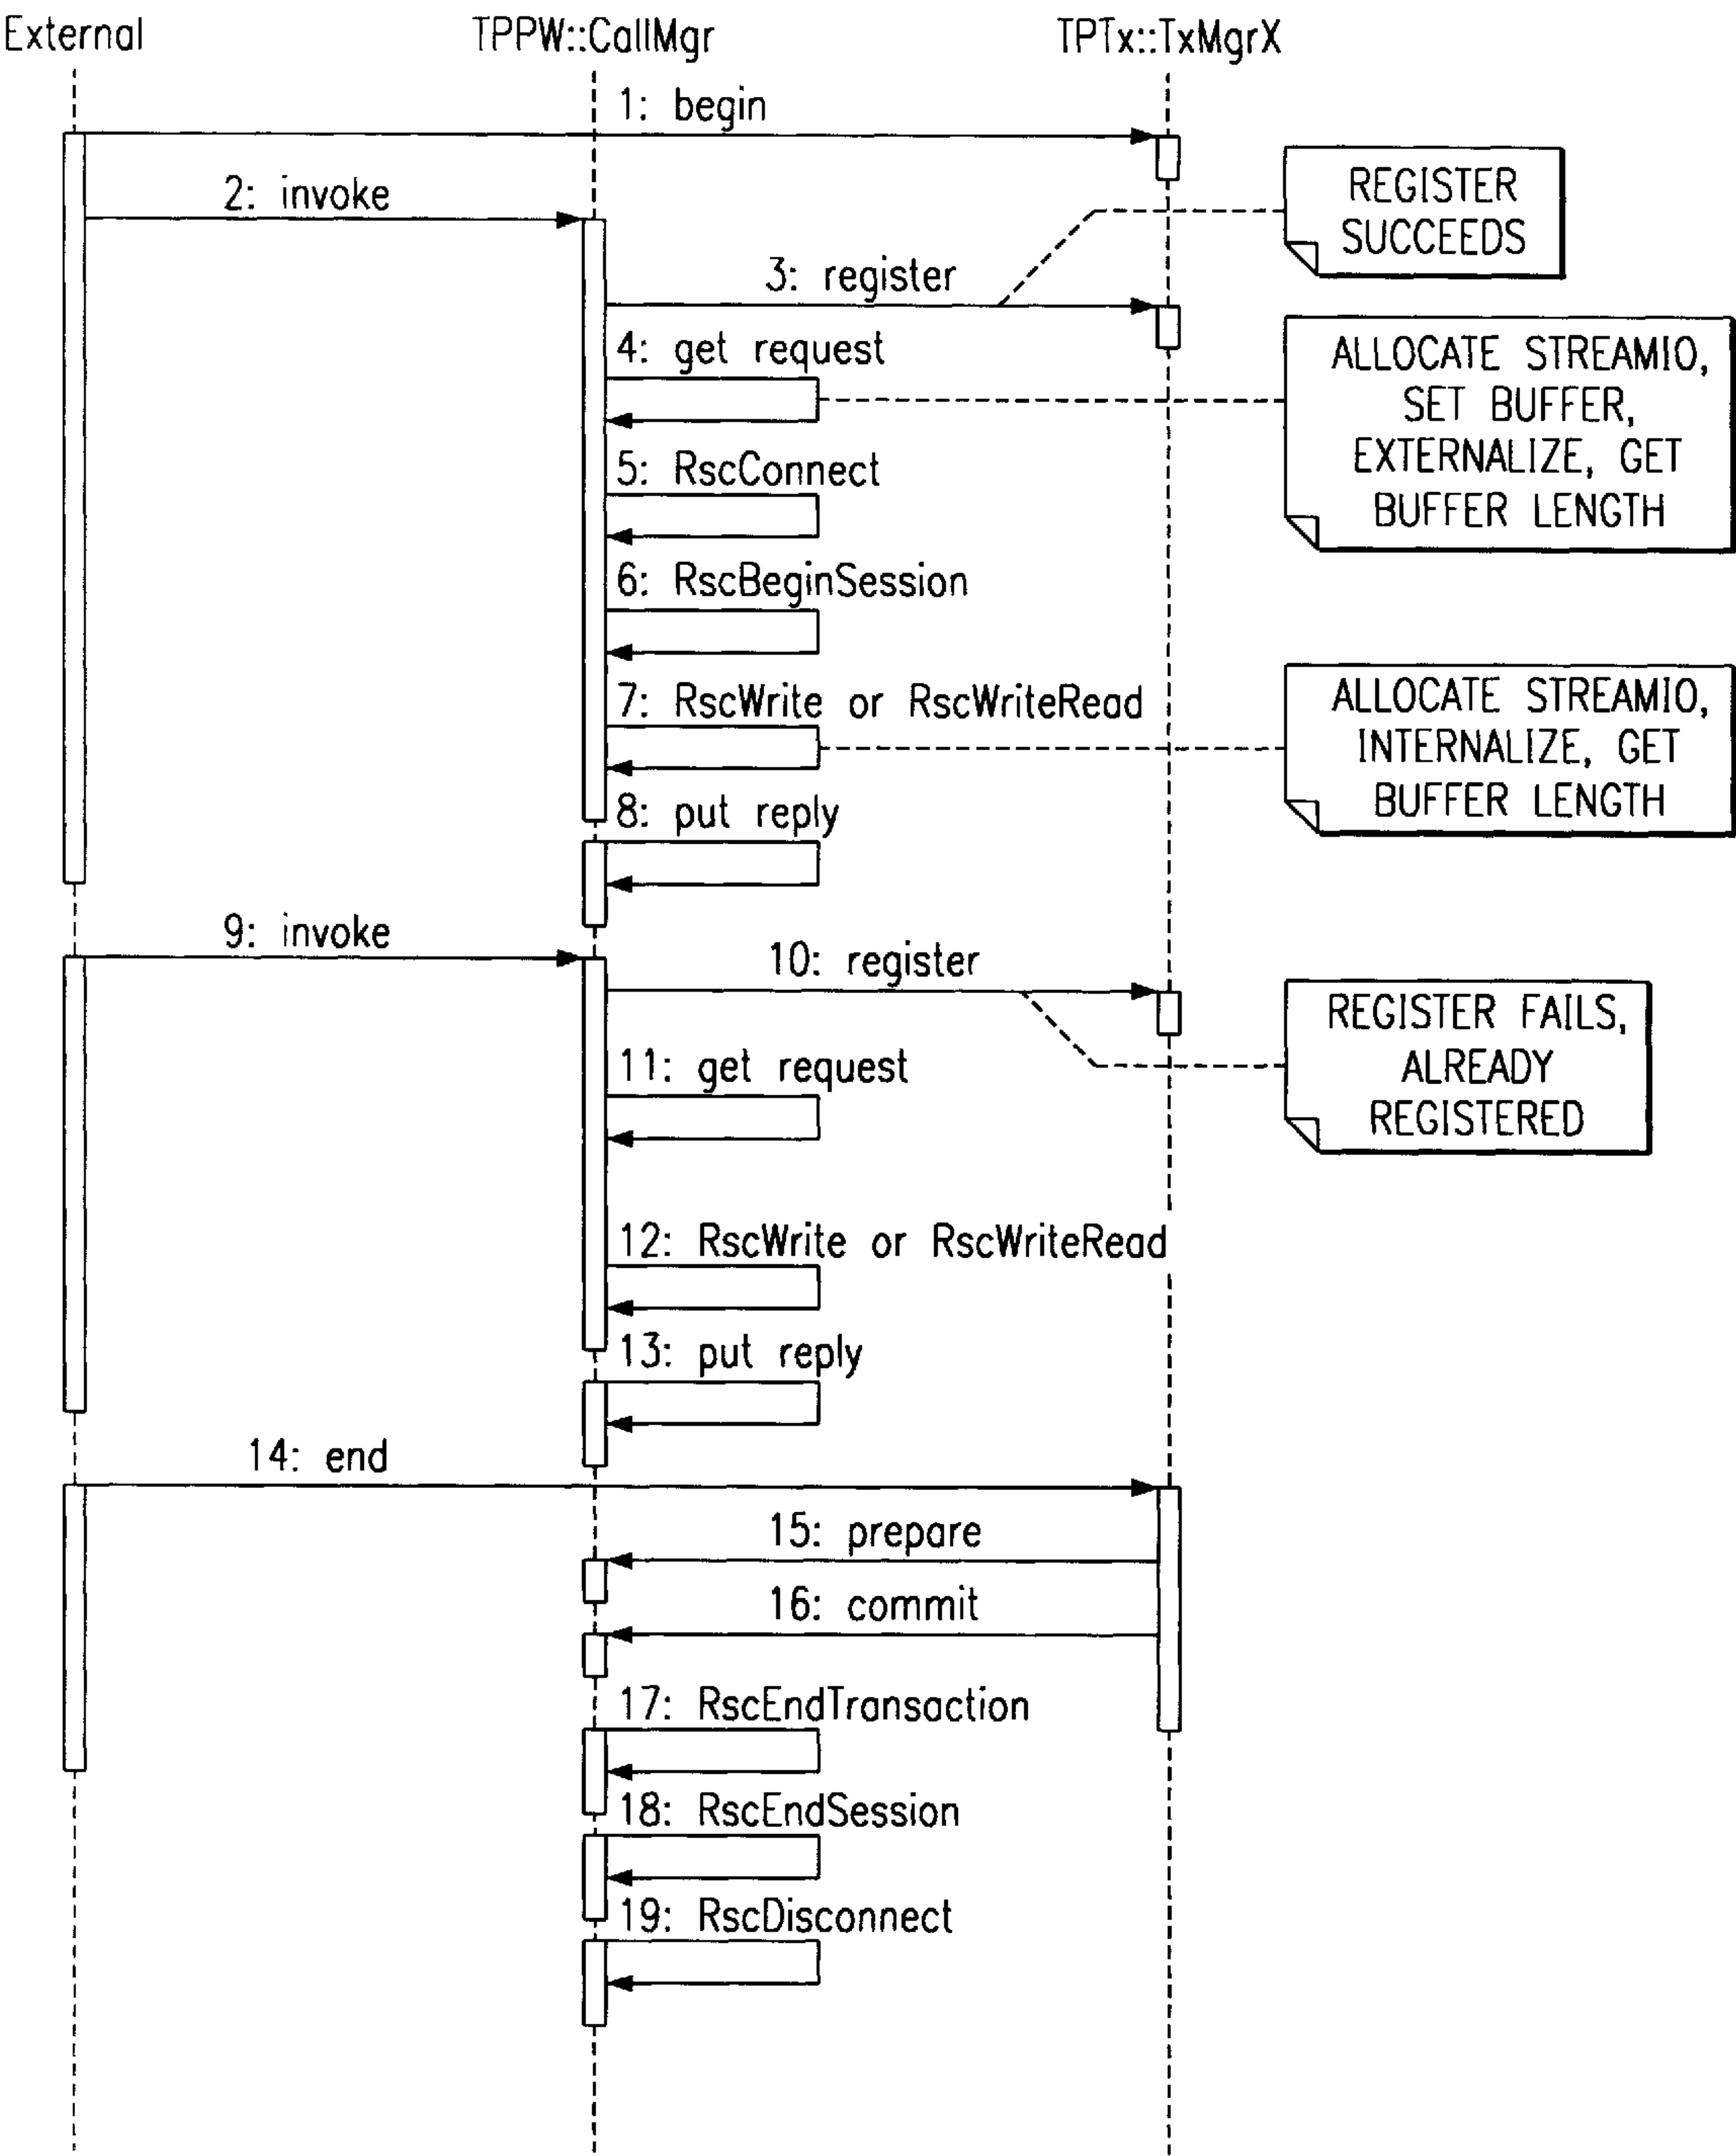 External
TPPW::CallMgr
TPTx::TxMgrX
1: begin
2: invoke
REGISTER
SUCCEEDS
3: register
4: get request
ALLOCATE STREAMIO,
SET BUFFER,
EXTERNALIZE, GET
BUFFER LENGTH
5: RscConnect
6: RscBeginSession
7: RscWrite or RscWriteRead
ALLOCATE STREAMIO,
INTERNALIZE, GET
BUFFER LENGTH
8: put reply
9: invoke
10: register
REGISTER FAILS,
ALREADY
REGISTERED
11: get request
12: RscWrite or RscWriteRead
13: put reply
14: end
15: prepare
16: commit
17: RscEndTransaction
18: RscEndSession
19: RscDisconnect